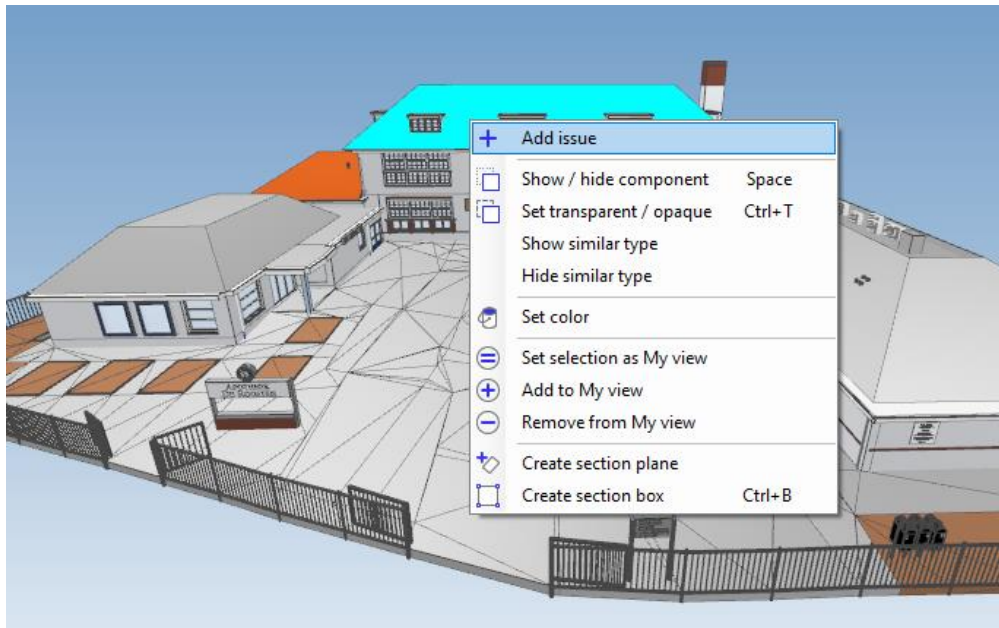 Add issue
Show / hide component Space
Set transparent / opaque Ctrl+T
Show similar type
Hide similar type
Set color
Set selection as My view
Add to My view
Remove from My view
Create section plane
Create section box Ctrl+B